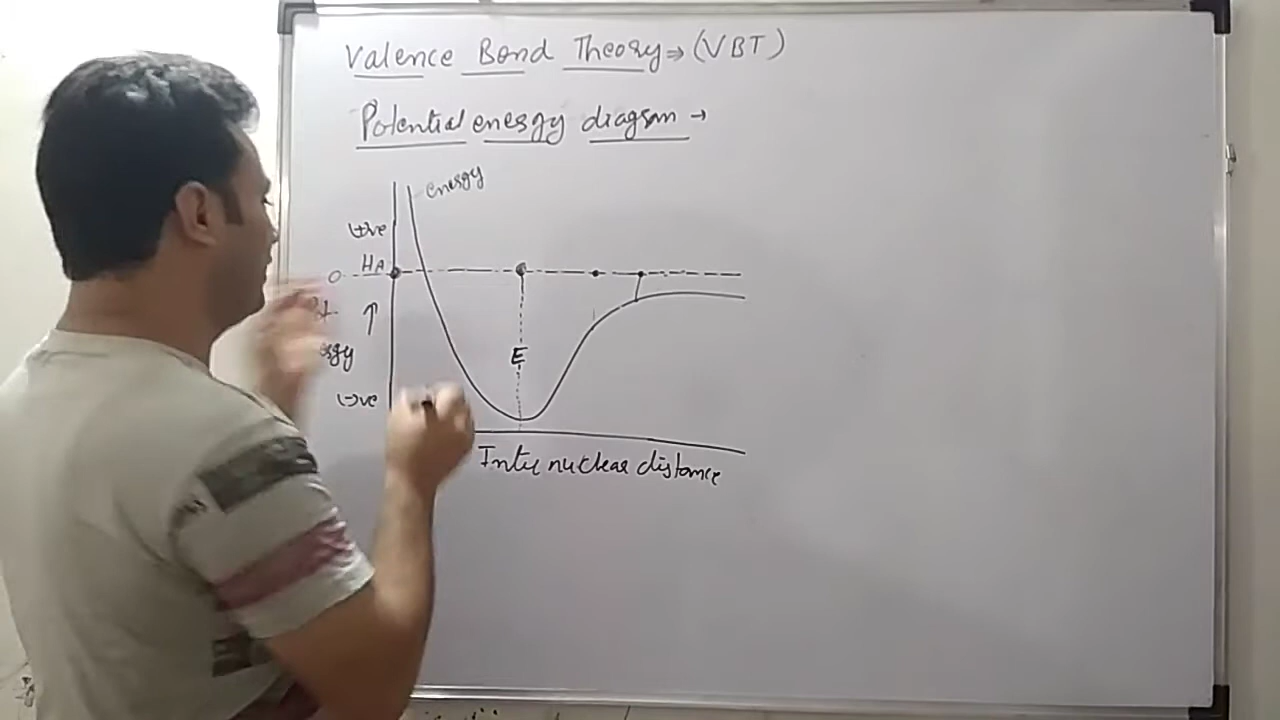 Valence Bond Theory ⇒ (VBT)
Potential energy diagram →
energy
+ve
HA
0
↑
-ve
E
Inter nuclear distance